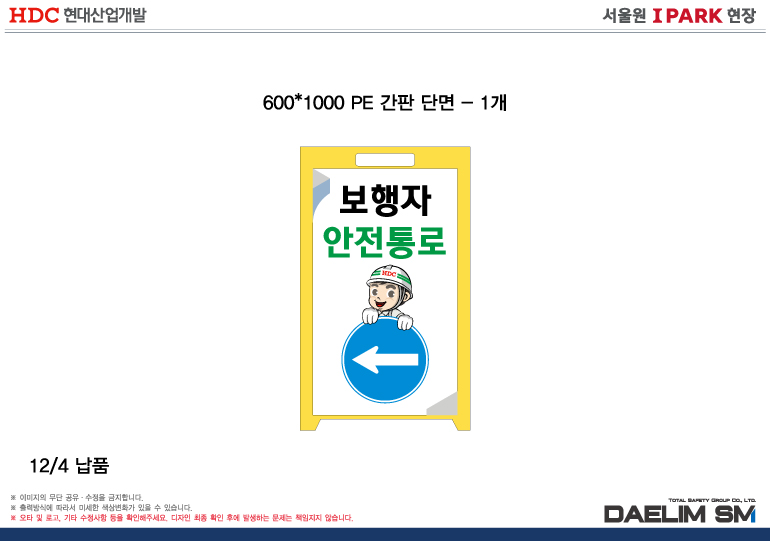 HDC 현대산업개발
서울원 IPARK 현장
600*1000 PE 간판 단면 - 1개
보행자
안전통로
HDC
12/4 납품
※ 이미지의 무단 공유 · 수정을 금지합니다.
※ 출력방식에 따라서 미세한 색상변화가 있을 수 있습니다.
※ 오타 및 로고, 기타 수정사항 등을 확인해주세요. 디자인 최종 확인 후에 발생하는 문제는 책임지지 않습니다.
Total Safety Group Co., Ltd.
DAELIM SM